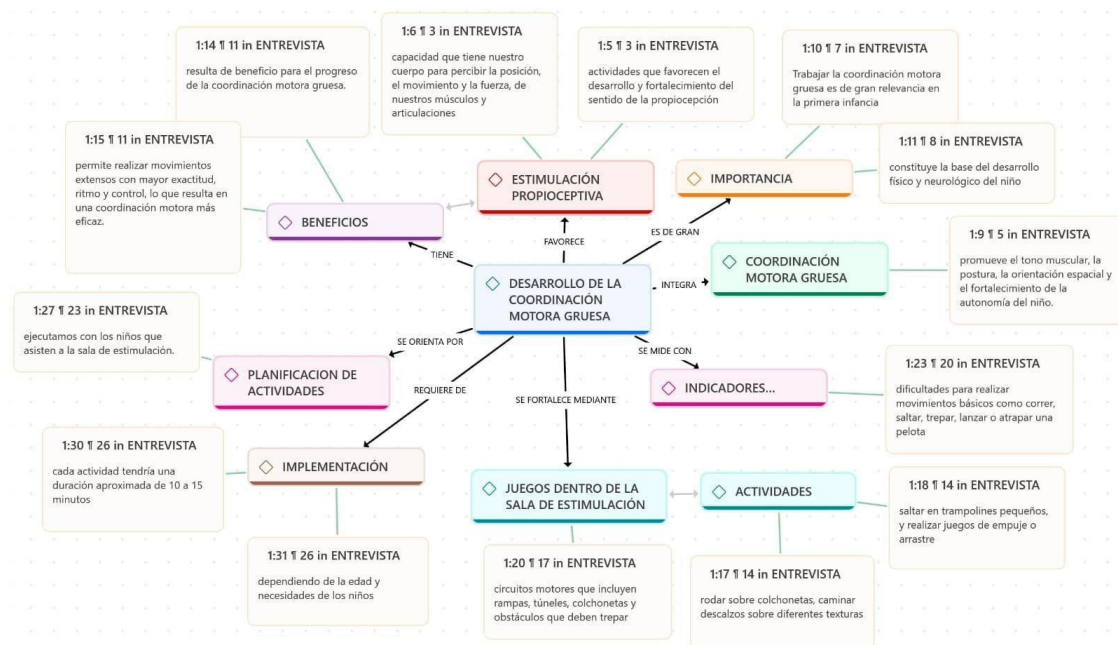 1:14 ¶ 11 in ENTREVISTA
resulta de beneficio para el progreso
de la coordinación motora gruesa.
1:6 ¶ 3 in ENTREVISTA
capacidad que tiene nuestro
cuerpo para percibir la posición,
el movimiento y la fuerza, de
nuestros músculos y
articulaciones
1:5 ¶ 3 in ENTREVISTA
actividades que favorecen el
desarrollo y fortalecimiento del
sentido de la propiocepción
1:10 ¶ 7 in ENTREVISTA
Trabajar la coordinación motora
gruesa es de gran relevancia en
la primera infancia
1:15 ¶ 11 in ENTREVISTA
permite realizar movimientos
extensos con mayor exactitud,
ritmo y control, lo que resulta en
una coordinación motora más
eficaz.
1:11 ¶ 8 in ENTREVISTA
constituye la base del desarrollo
físico y neurológico del niño
BENEFICIOS
ESTIMULACIÓN
PROPIOCEPTIVA
IMPORTANCIA
1:9 ¶ 5 in ENTREVISTA
promueve el tono muscular, la
postura, la orientación espacial y
el fortalecimiento de la
autonomía del niño.
TIENE
FAVORECE
ES DE GRAN
COORDINACIÓN
MOTORA GRUESA
INTEGRA
DESARROLLO DE LA
COORDINACIÓN
MOTORA GRUESA
1:27 ¶ 23 in ENTREVISTA
ejecutamos con los niños que
asisten a la sala de estimulación.
SE ORIENTA POR
PLANIFICACION DE
ACTIVIDADES
REQUIERE DE
SE FORTALECE MEDIANTE
SE MIDE CON
INDICADORES...
1:23 ¶ 20 in ENTREVISTA
dificultades para realizar
movimientos básicos como correr,
saltar, trepar, lanzar o atrapar una
pelota
1:30 ¶ 26 in ENTREVISTA
cada actividad tendría una
duración aproximada de 10 a 15
minutos
IMPLEMENTACIÓN
JUEGOS DENTRO DE LA
SALA DE ESTIMULACIÓN
ACTIVIDADES
1:18 ¶ 14 in ENTREVISTA
saltar en trampolines pequeños,
y realizar juegos de empuje o
arrastre
1:31 ¶ 26 in ENTREVISTA
dependiendo de la edad y
necesidades de los niños
1:20 ¶ 17 in ENTREVISTA
circuitos motores que incluyen
rampas, túneles, colchonetas y
obstáculos que deben trepar
1:17 ¶ 14 in ENTREVISTA
rodar sobre colchonetas, caminar
descalzos sobre diferentes texturas